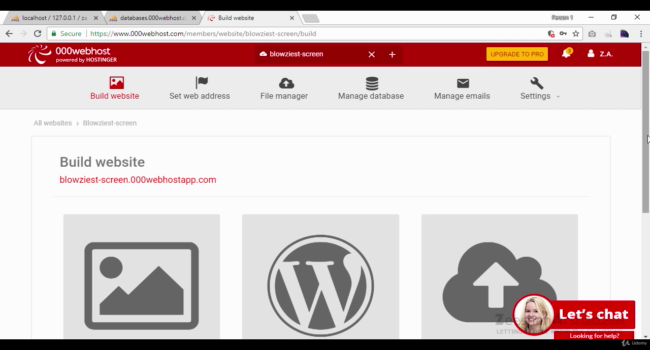 localhost / 127.0.0.1 / za
databases.000webhost.c
Build website
Secure https://www.000webhost.com/members/website/blowziest-screen/build
000webhost
powered by HOSTINGER
blowziest-screen
UPGRADE TO PRO
Z.A.
Build website
Set web address
File manager
Manage database
Manage emails
Settings
All websites > Blowziest-screen
Build website
blowziest-screen.000webhostapp.com
Let's chat
Looking for help?
Udemy